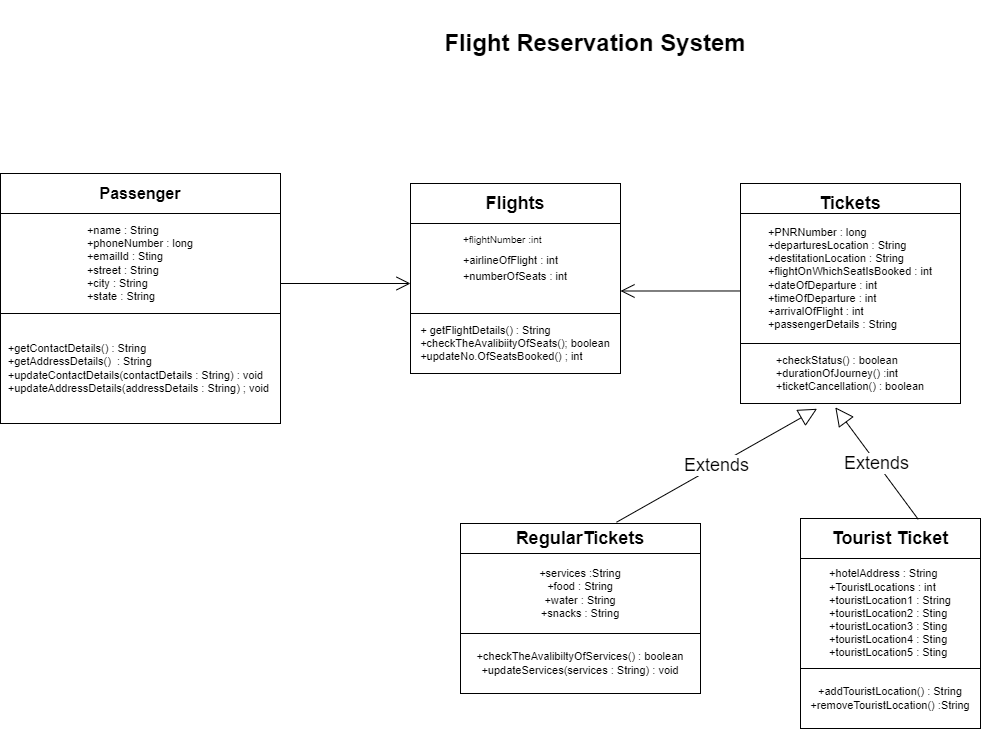 Flight Reservation System
Passenger
+name : String
+phoneNumber : long
+emailId : Sting
+street : String
+city : String
+state : String
+getContactDetails() : String
+getAddressDetails()  : String
+updateContactDetails(contactDetails : String) : void
+updateAddressDetails(addressDetails : String) ; void
Flights
+flightNumber :int
+airlineOfFlight : int
+numberOfSeats : int
+ getFlightDetails() : String
+checkTheAvalibiityOfSeats(); boolean
+updateNo.OfSeatsBooked() ; int
Tickets
+PNRNumber : long
+departuresLocation : String
+destitationLocation : String
+flightOnWhichSeatIsBooked : int
+dateOfDeparture : int
+timeOfDeparture : int
+arrivalOfFlight : int
+passengerDetails : String
+checkStatus() : boolean
+durationOfJourney() :int
+ticketCancellation() : boolean
Extends
Extends
RegularTickets
+services :String
+food : String
+water : String
+snacks : String
+checkTheAvalibiltyOfServices() : boolean
+updateServices(services : String) : void
Tourist Ticket
+hotelAddress : String
+TouristLocations : int
+touristLocation1 : String
+touristLocation2 : Sting
+touristLocation3 : Sting
+touristLocation4 : Sting
+touristLocation5 : Sting
+addTouristLocation() : String
+removeTouristLocation() :String